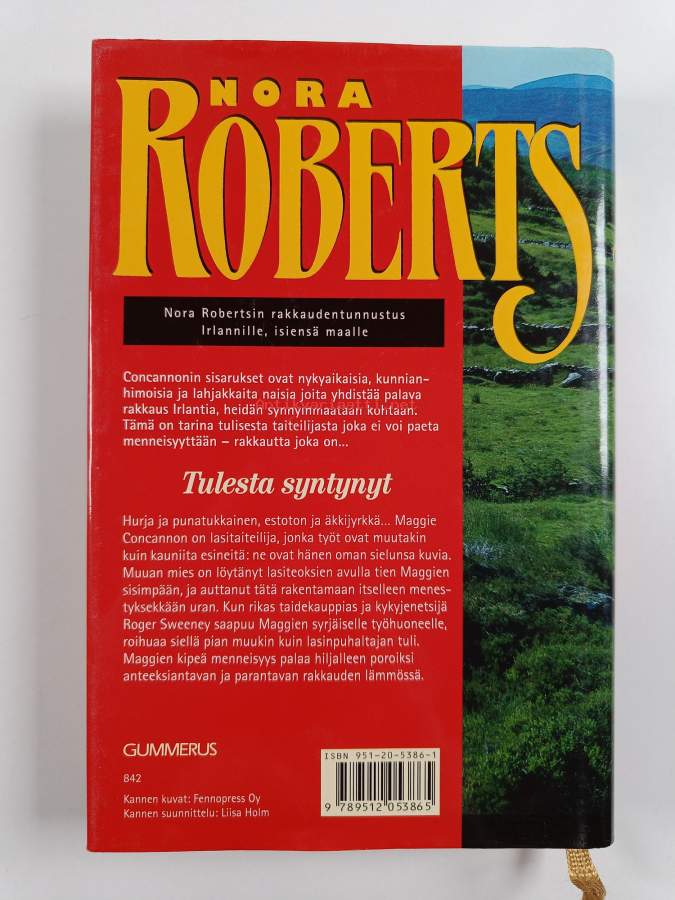 NORA
ROBERTS
Nora Robertsin rakkaudentunnustus
Irlannille, isiensä maalle
Concannonin sisarukset ovat nykyaikaisia, kunnian-
himoisia ja lahjakkaita naisia joita yhdistää palava
rakkaus Irlantia, heidän synnyinmaataan kohtaan.
antikvariaatti.net
Tämä on tarina tulisesta taiteilijasta joka ei voi paeta
menneisyyttään – rakkautta joka on...
Tulesta syntynyt
Hurja ja punatukkainen, estoton ja äkkijyrkkä... Maggie
Concannon on lasitaiteilija, jonka työt ovat muutakin
kuin kauniita esineitä: ne ovat hänen oman sielunsa kuvia.
Muuan mies on löytänyt lasiteoksien avulla tien Maggien
sisimpään, ja auttanut tätä rakentamaan itselleen menes-
tyksekkään uran. Kun rikas taidekauppias ja kykyjenetsijä
Roger Sweeney saapuu Maggien syrjäiselle työhuoneelle,
roihuaa siellä pian muukin kuin lasinpuhaltajan tuli.
Maggien kipeä menneisyys palaa hiljalleen poroiksi
anteeksiantavan ja parantavan rakkauden lämmössä.
GUMMERUS
842
Kannen kuvat: Fennopress Oy
Kannen suunnittelu: Liisa Holm
ISBN 951-20-5386-1
9 789512 053865